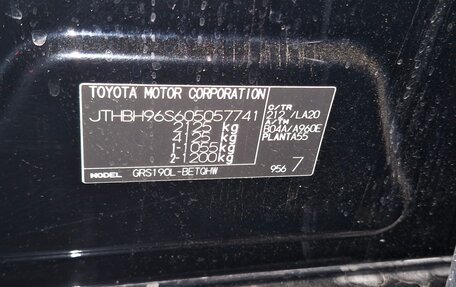 TOYOTA MOTOR CORPORATION
JTHBH96S605057741
2125 kg
4125 kg
1-1055 kg
2-1200 kg
MODEL GRS190L-BETQHW
C/TR
212 /LA20
A/TM
B04A/A960E
PLANTA55
956 7